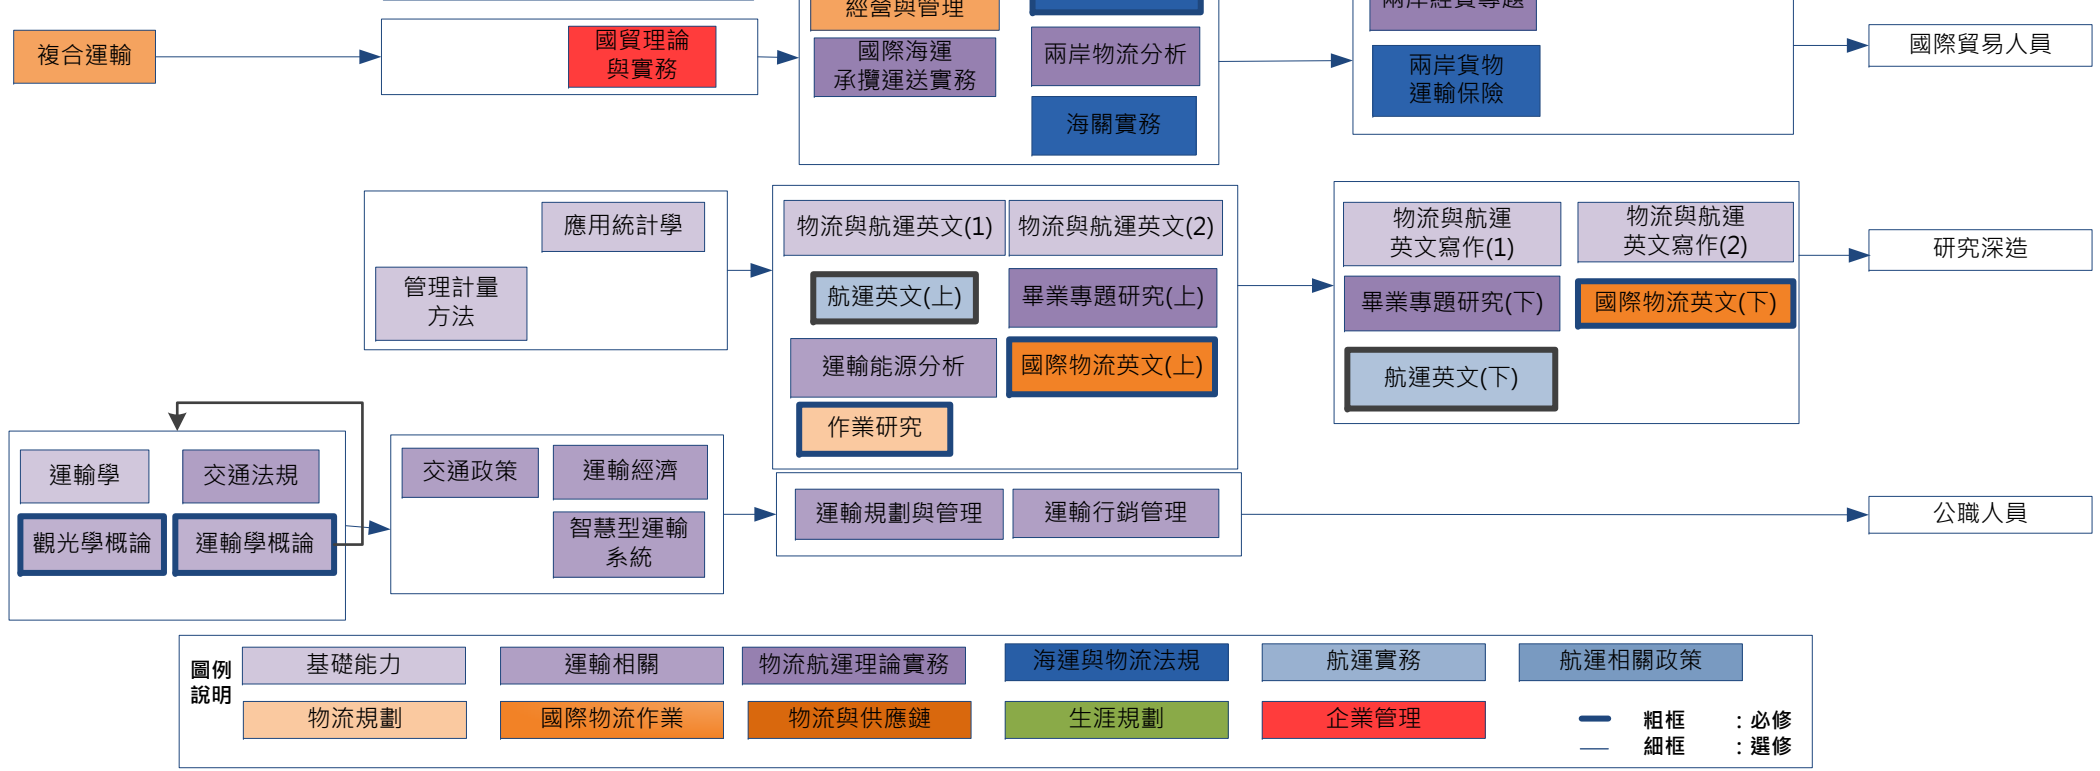 經營與管理
兩岸經貿專題
複合運輸
國貿理論
與實務
國際海運
承攬運送實務
兩岸物流分析
海關實務
兩岸貨物
運輸保險
國際貿易人員
應用統計學
管理計量
方法
物流與航運英文(1)
物流與航運英文(2)
航運英文(上)
畢業專題研究(上)
運輸能源分析
國際物流英文(上)
作業研究
物流與航運
英文寫作(1)
物流與航運
英文寫作(2)
畢業專題研究(下)
國際物流英文(下)
航運英文(下)
研究深造
運輸學
交通法規
觀光學概論
運輸學概論
交通政策
運輸經濟
智慧型運輸
系統
運輸規劃與管理
運輸行銷管理
公職人員
圖例
說明
基礎能力
運輸相關
物流航運理論實務
海運與物流法規
航運實務
航運相關政策
物流規劃
國際物流作業
物流與供應鏈
生涯規劃
企業管理
粗框 :必修
細框 :選修